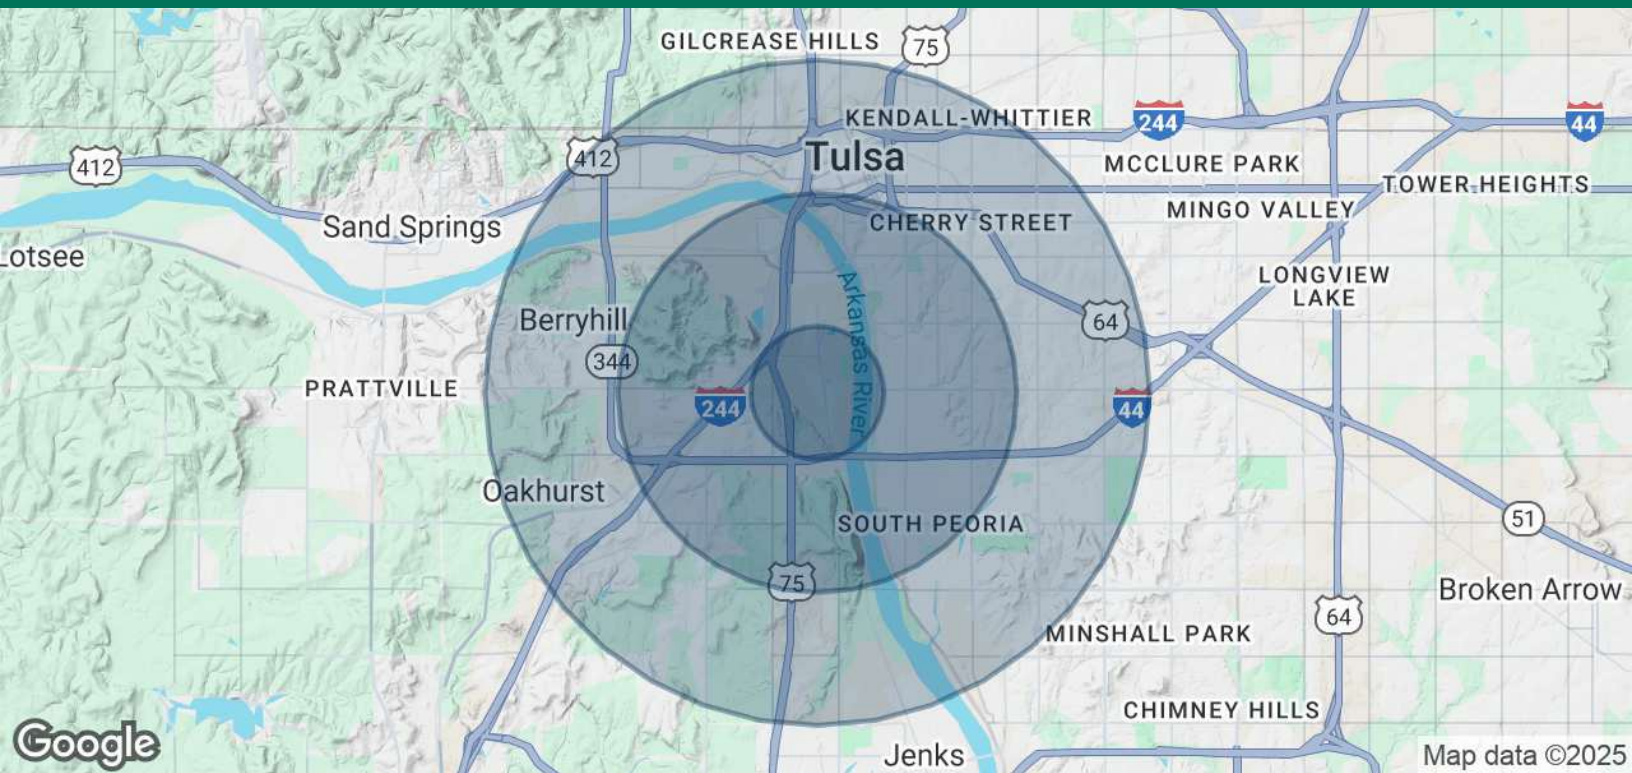 GILCREASE HILLS
75
KENDALL-WHITTIER
244
44
412
412
Tulsa
MCCLURE PARK
TOWER HEIGHTS
Sand Springs
CHERRY STREET
MINGO VALLEY
Lotsee
LONGVIEW
LAKE
Arkansas River
Berryhill
64
344
PRATTVILLE
244
44
Oakhurst
SOUTH PEORIA
51
75
Broken Arrow
64
MINSHALL PARK
CHIMNEY HILLS
Google
Jenks
Map data ©2025